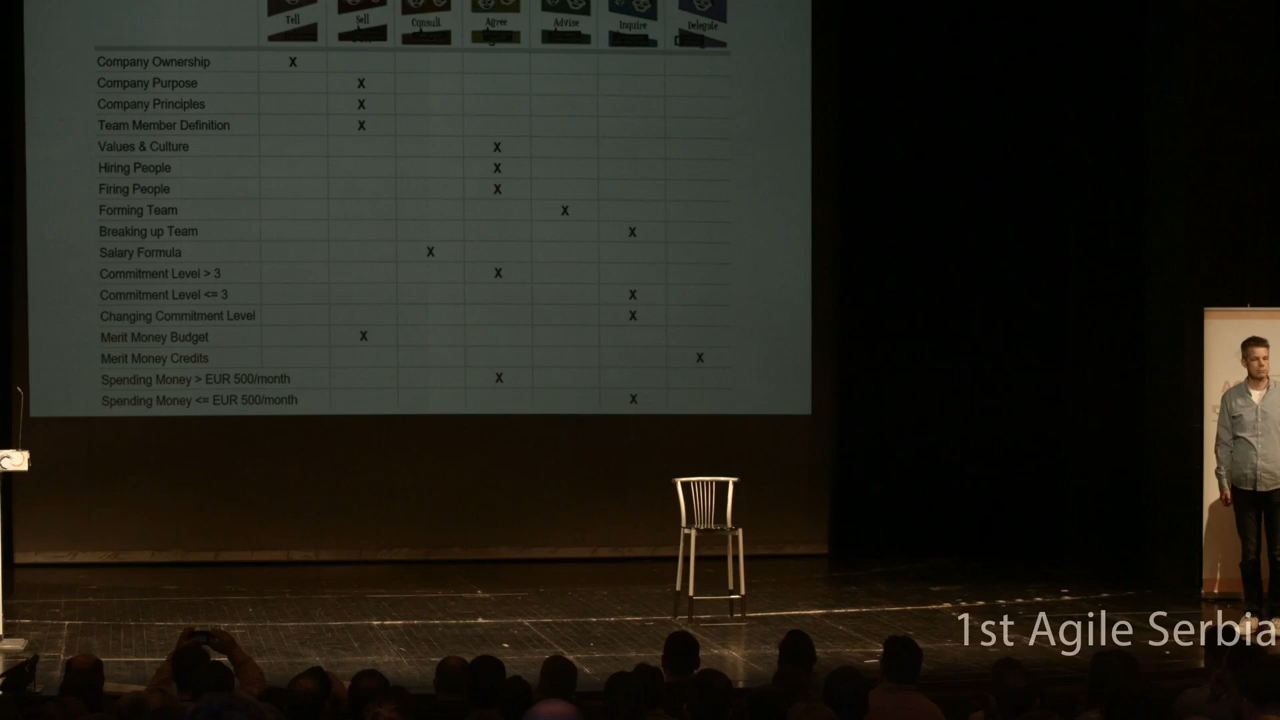 Tell Sell Consult Agree Advise Inquire Delegate
Company Ownership X
Company Purpose X
Company Principles X
Team Member Definition X
Values & Culture X
Hiring People X
Firing People X
Forming Team X
Breaking up Team X
Salary Formula X
Commitment Level > 3 X
Commitment Level <= 3 X
Changing Commitment Level X
Merit Money Budget X
Merit Money Credits X
Spending Money > EUR 500/month X
Spending Money <= EUR 500/month X
1st Agile Serbia